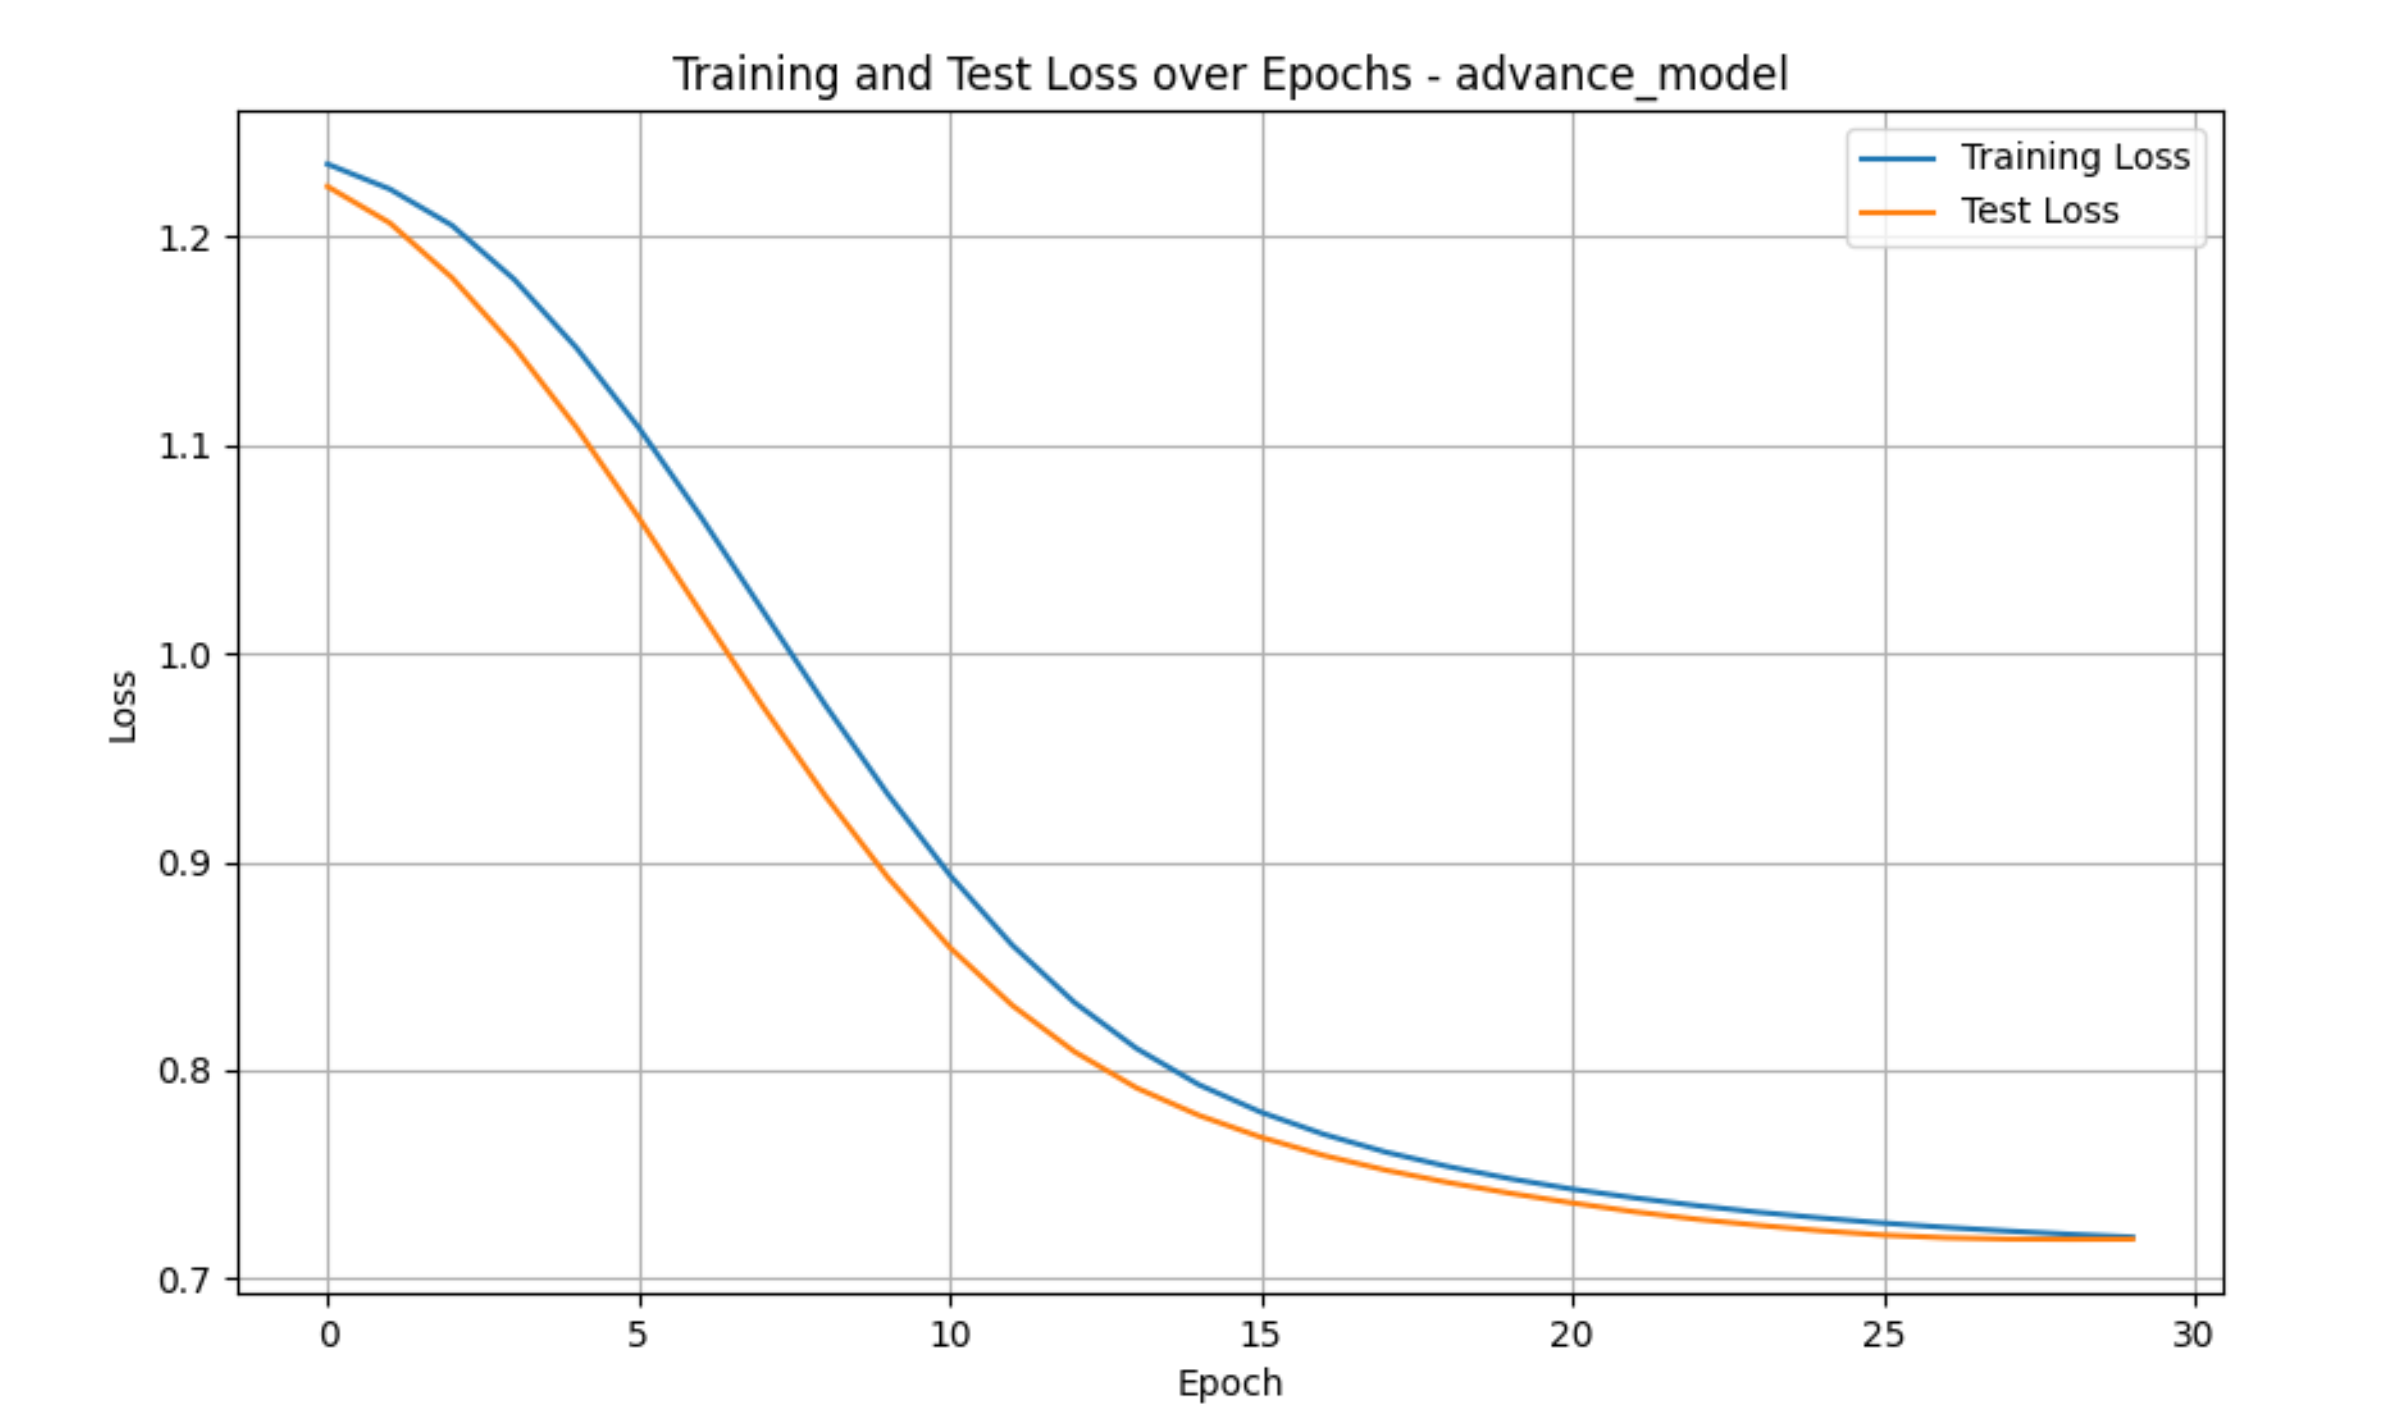 Training and Test Loss over Epochs - advance_model
Training Loss
Test Loss
1.2
1.1
1.0
0.9
0.8
0.7
Loss
0 5 10 15 20 25 30
Epoch